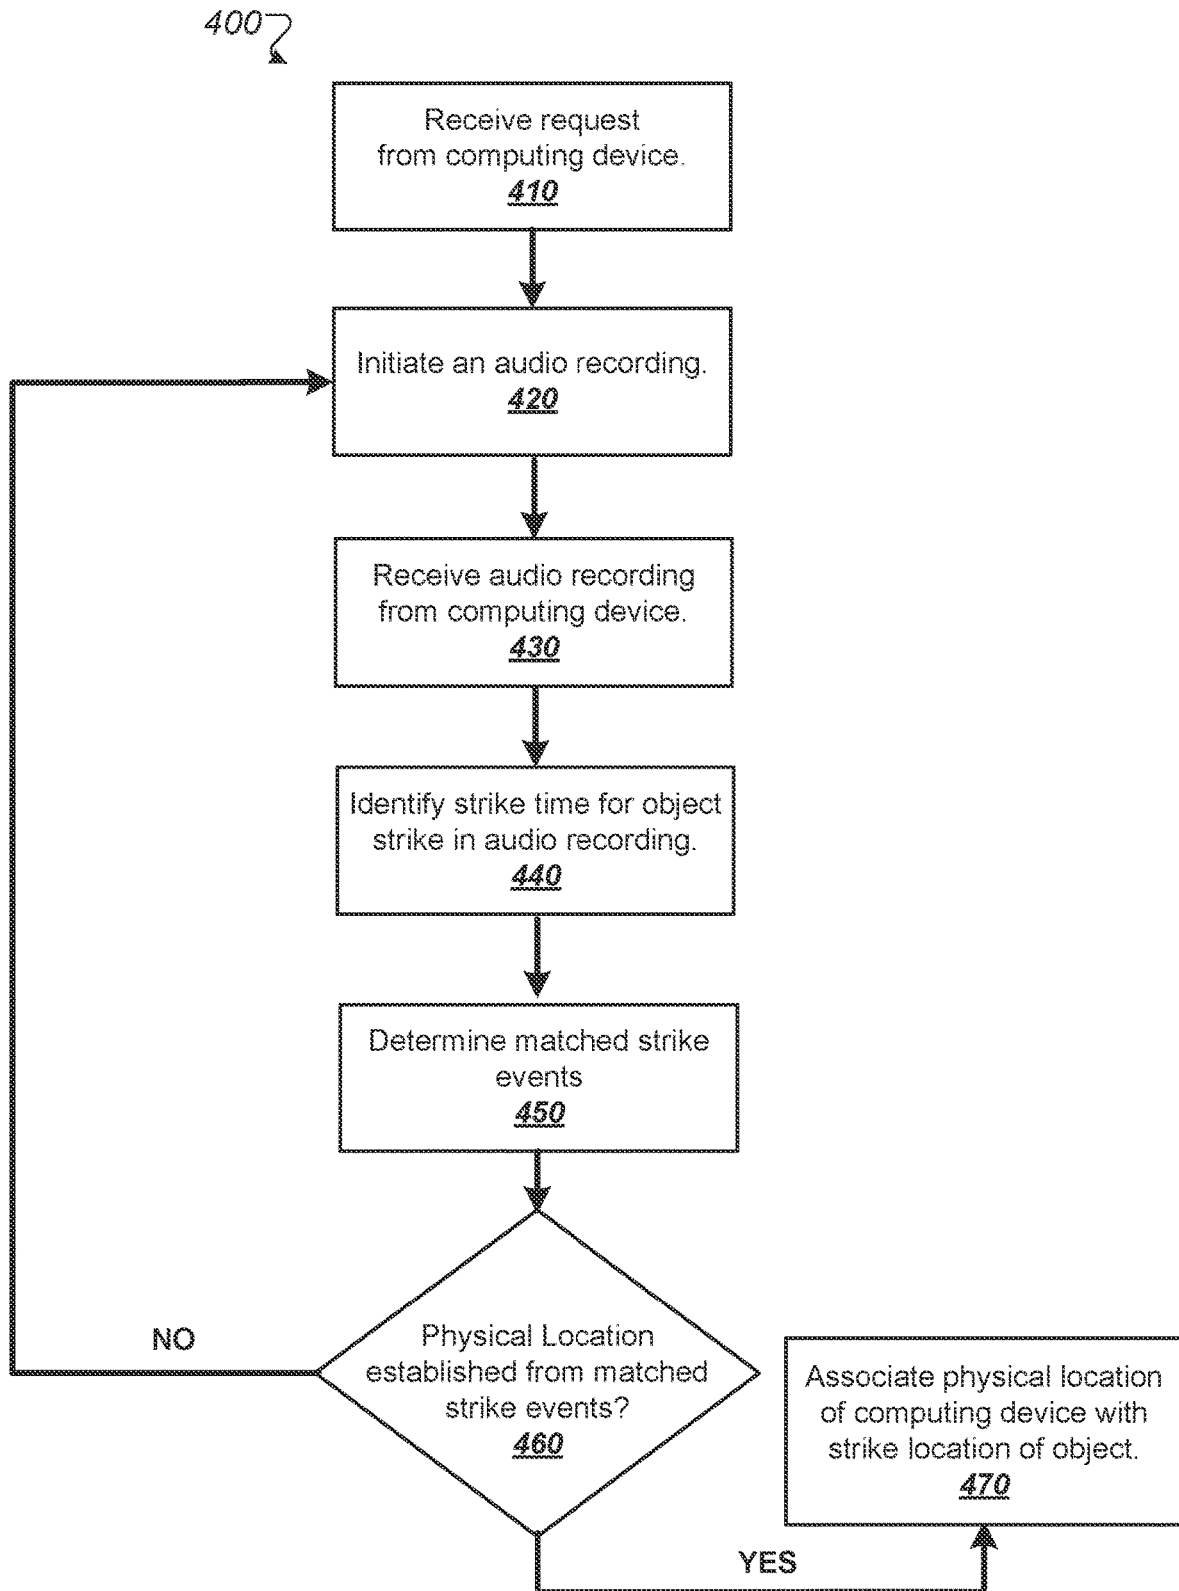 400
Receive request
from computing device.
410
Initiate an audio recording.
420
Receive audio recording
from computing device.
430
Identify strike time for object
strike in audio recording.
440
Determine matched strike
events
450
Physical Location
established from matched
strike events?
460
NO
Associate physical location
of computing device with
strike location of object.
470
YES